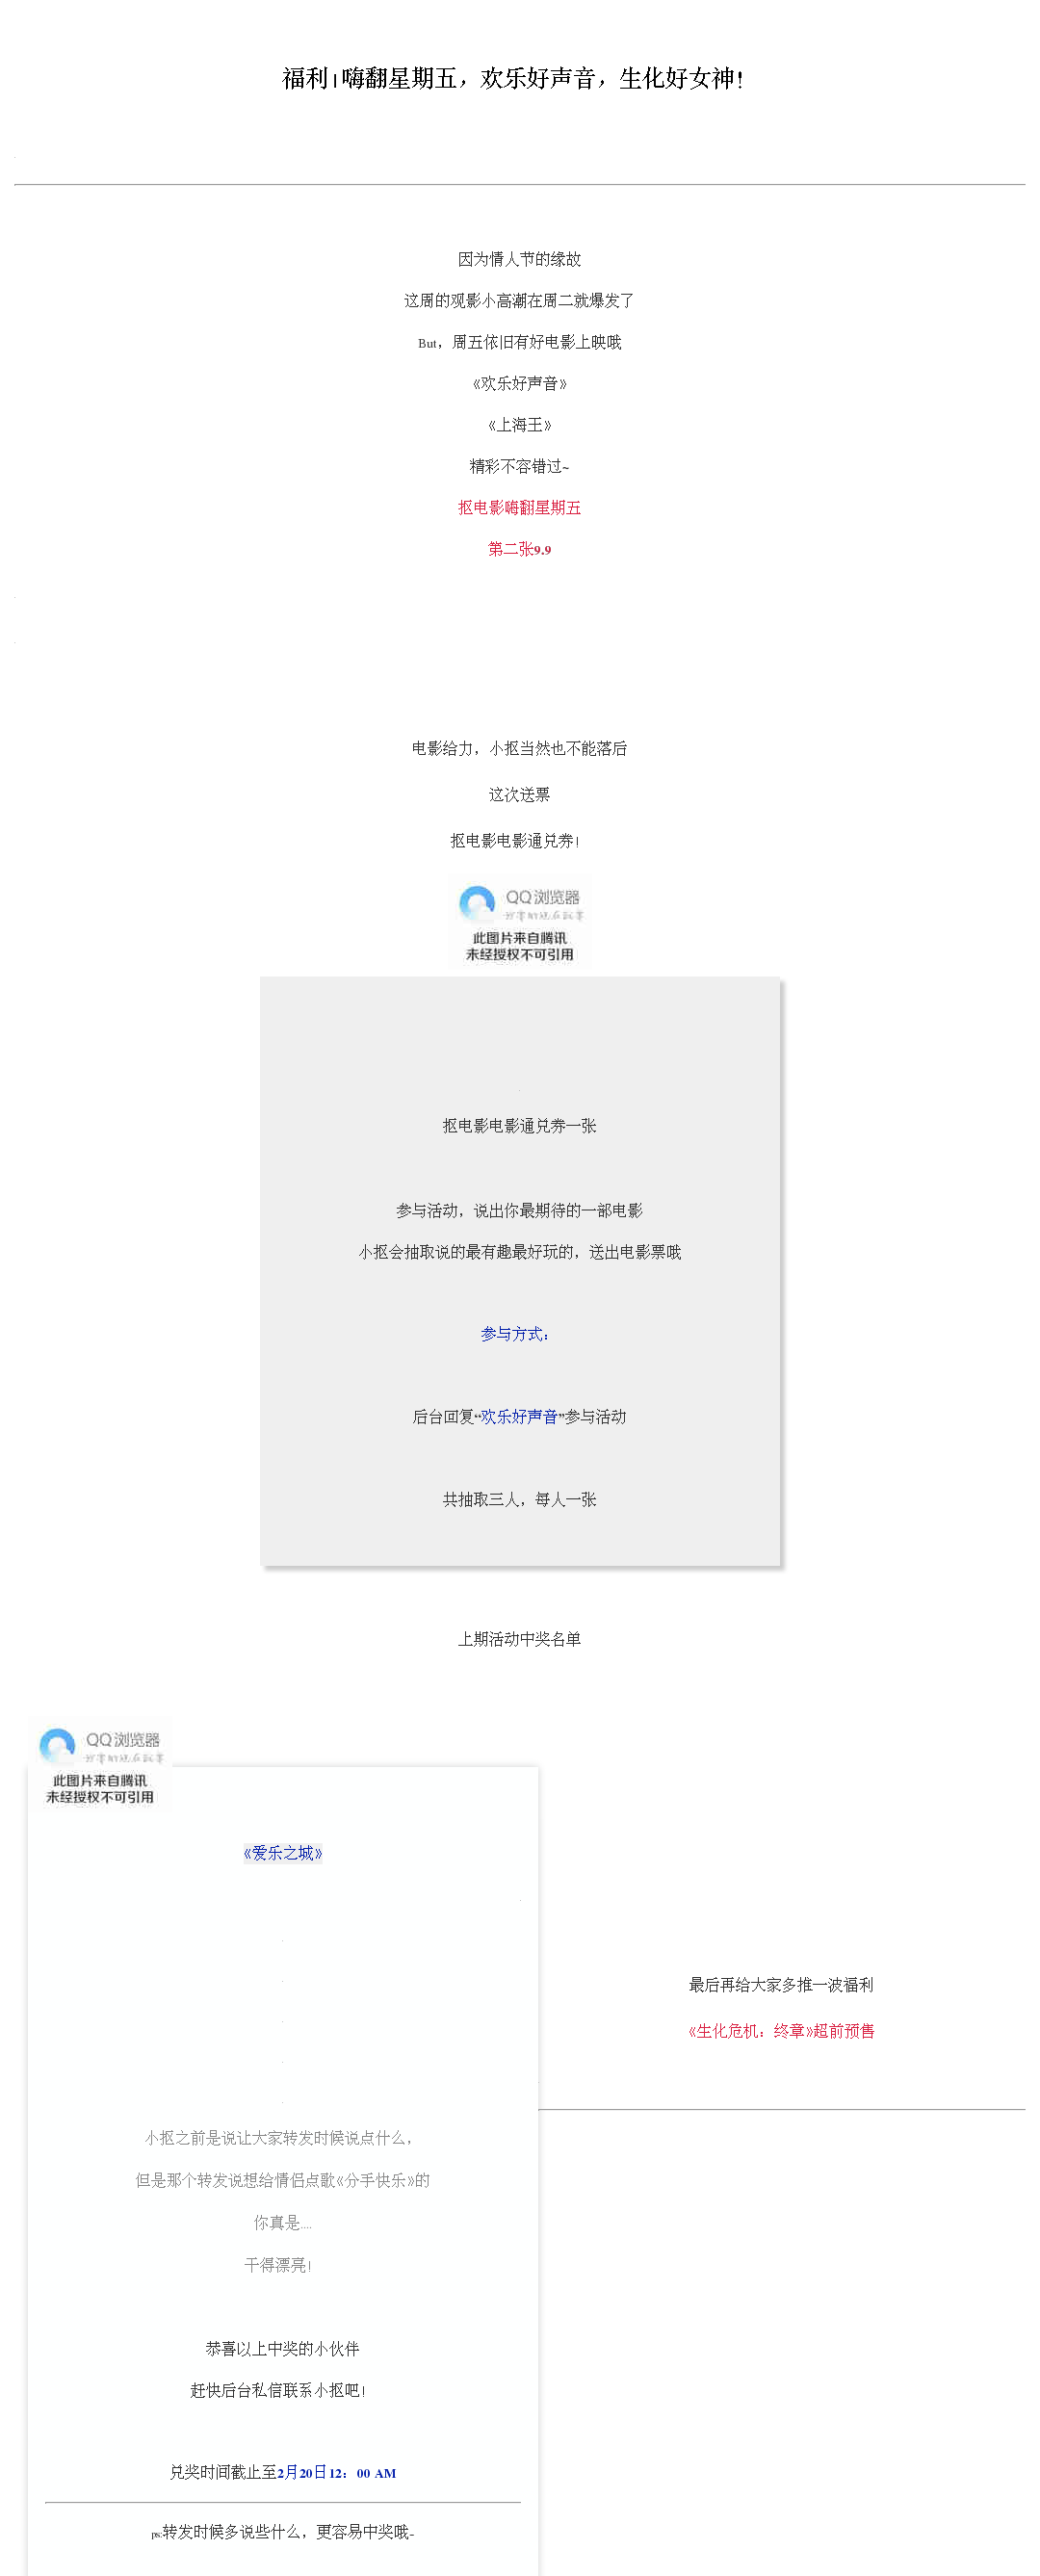 福利|嗨翻星期五，欢乐好声音，生化好女神！
因为情人节的缘故
这周的观影小高潮在周二就爆发了
But，周五依旧有好电影上映哦
《欢乐好声音》
《上海王》
精彩不容错过~
抠电影嗨翻星期五
第二张9.9
电影给力，小抠当然也不能落后
这次送票
抠电影电影通兑券！
QQ浏览器
此图片来自腾讯
未经授权不可引用
抠电影电影通兑券一张
参与活动，说出你最期待的一部电影
小抠会抽取说的最有趣最好玩的，送出电影票哦
参与方式：
后台回复“欢乐好声音”参与活动
共抽取三人，每人一张
上期活动中奖名单
QQ浏览器
此图片来自腾讯
未经授权不可引用
《爱乐之城》
小抠之前是说让大家转发时候说点什么，
但是那个转发说想给情侣点歌《分手快乐》的
你真是....
干得漂亮！
恭喜以上中奖的小伙伴
赶快后台私信联系小抠吧！
兑奖时间截止至2月20日12：00 AM
ps:转发时候多说些什么，更容易中奖哦~
最后再给大家多推一波福利
《生化危机：终章》超前预售